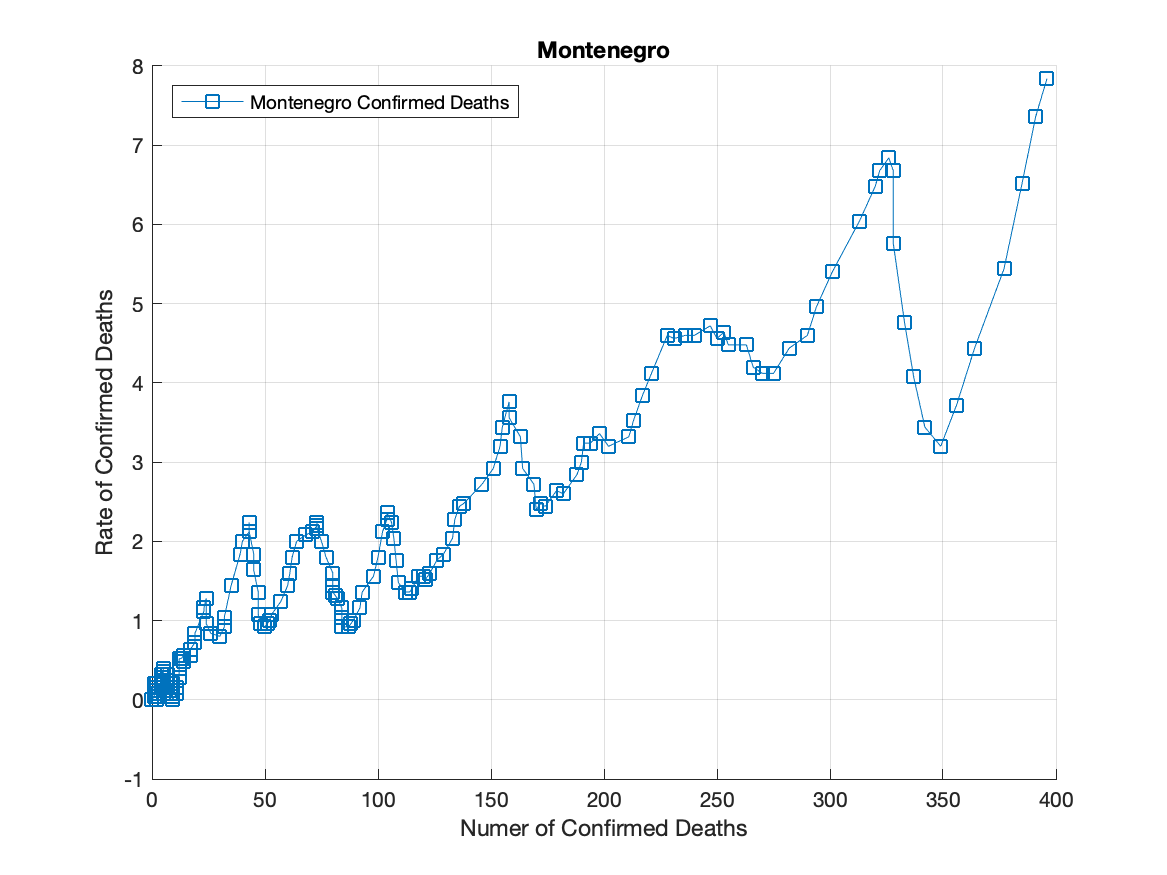 Montenegro
Montenegro Confirmed Deaths
8
7
6
5
4
3
2
1
0
-1
Rate of Confirmed Deaths
0 50 100 150 200 250 300 350 400
Numer of Confirmed Deaths